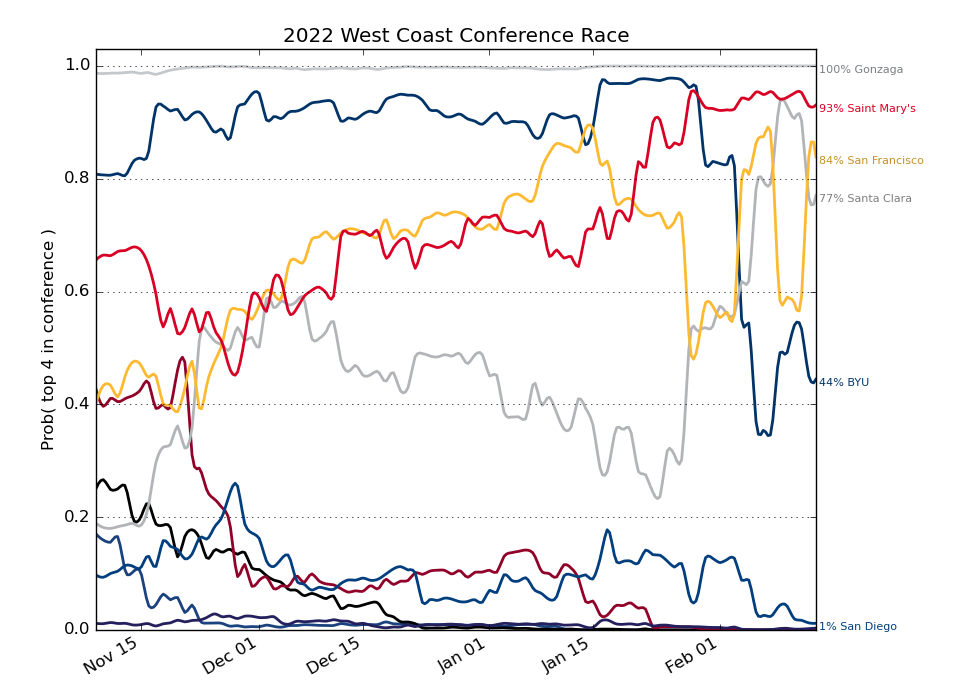 2022 West Coast Conference Race
Prob( top 4 in conference )
1.0
0.8
0.6
0.4
0.2
0.0
Nov 15
Dec 01
Dec 15
Jan 01
Jan 15
Feb 01
100% Gonzaga
93% Saint Mary's
84% San Francisco
77% Santa Clara
44% BYU
1% San Diego